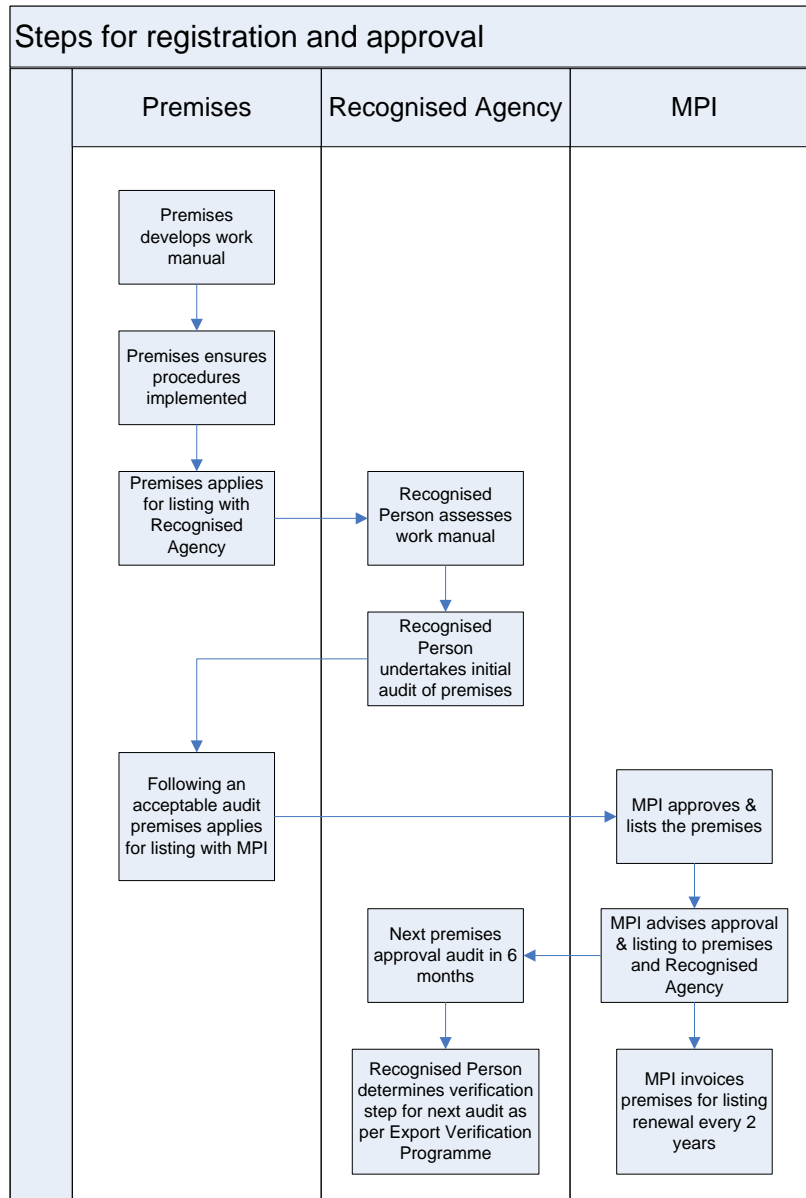 Steps for registration and approval
Premises
Recognised Agency
MPI
Premises
develops work
manual
Premises ensures
procedures
implemented
Premises applies
for listing with
Recognised
Agency
Recognised
Person assesses
work manual
Recognised
Person
undertakes initial
audit of premises
Following an
acceptable audit
premises applies
for listing with MPI
MPI approves &
lists the premises
MPI advises approval
& listing to premises
and Recognised
Agency
Next premises
approval audit in 6
months
Recognised Person
determines verification
step for next audit as
per Export Verification
Programme
MPI invoices
premises for listing
renewal every 2
years